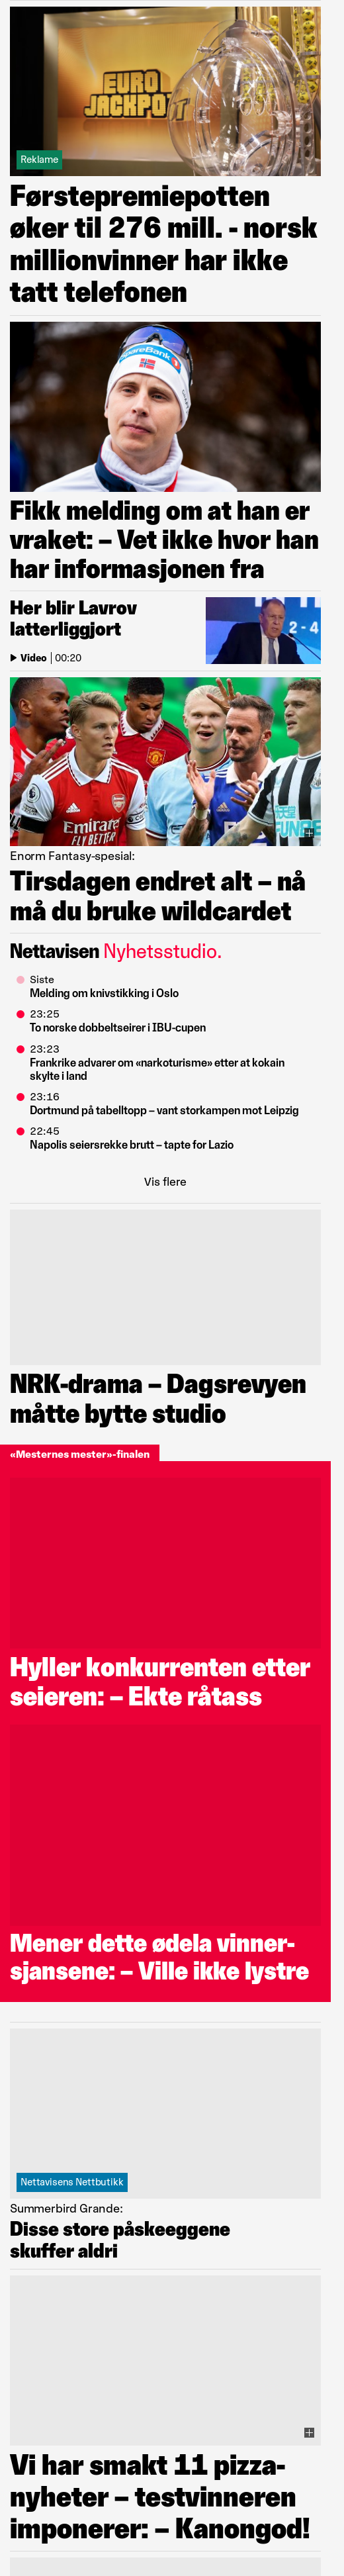 EURO
JACKPOT
Reklame
Førstepremiepotten
øker til 276 mill. - norsk
millionvinner har ikke
tatt telefonen
pareBank
Fikk melding om at han er
vraket: – Vet ikke hvor han
har informasjonen fra
Her blir Lavrov
latterliggjort
Video | 00:20
2-4
Emirates
FLY BETTER
FUN
Enorm Fantasy-spesial:
Tirsdagen endret alt – nå
må du bruke wildcardet
Nettavisen Nyhetsstudio.
Siste
Melding om knivstikking i Oslo
23:25
To norske dobbeltseirer i IBU-cupen
23:23
Frankrike advarer om «narkoturisme» etter at kokain
skylte i land
23:16
Dortmund på tabelltopp – vant storkampen mot Leipzig
22:45
Napolis seiersrekke brutt – tapte for Lazio
Vis flere
NRK-drama – Dagsrevyen
måtte bytte studio
«Mesternes mester»-finalen
Hyller konkurrenten etter
seieren: – Ekte råtass
Mener dette ødela vinner-
sjansene: – Ville ikke lystre
Nettavisens Nettbutikk
Summerbird Grande:
Disse store påskeeggene
skuffer aldri
Vi har smakt 11 pizza-
nyheter – testvinneren
imponerer: – Kanongod!